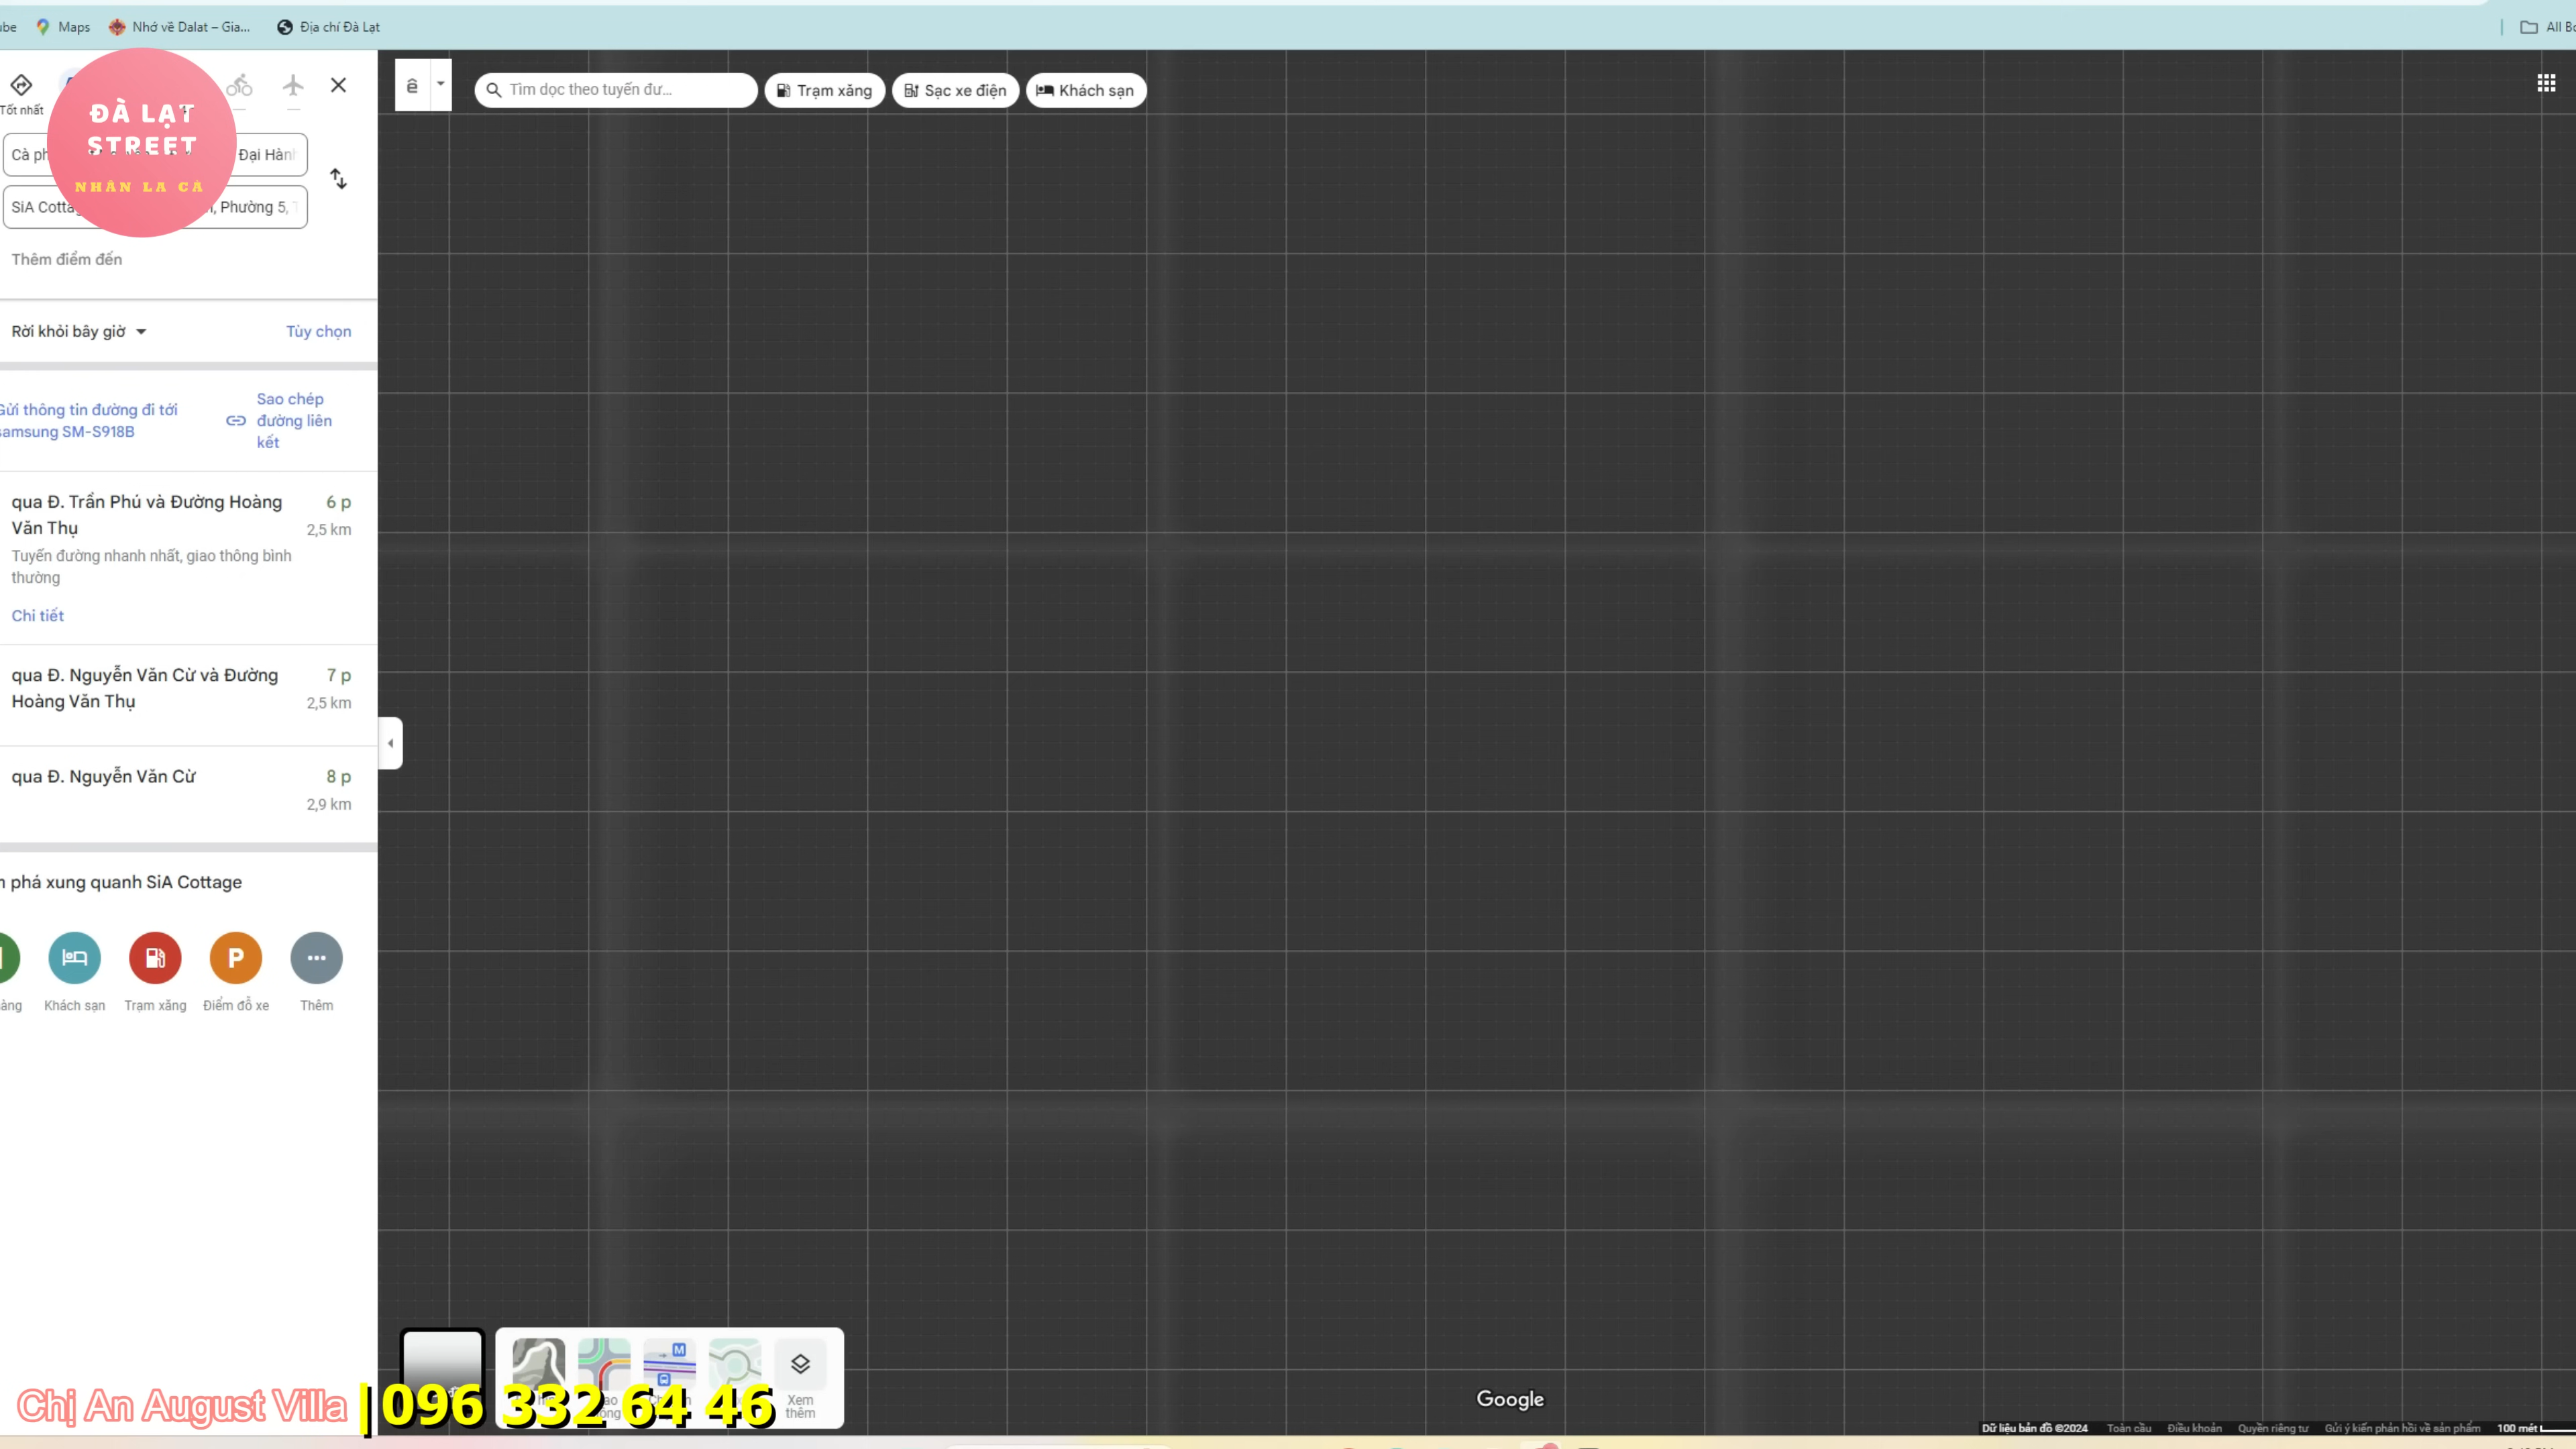 Maps
Nhớ về Dalat – Gia...
Địa chí Đà Lạt
Tốt nhất
ĐÀ LẠT
STREET
NHÂN LA CÀ
Cà ph
Đại Hành
SiA Cotta
Phường 5,
Thêm điểm đến
Rời khỏi bây giờ
Tùy chọn
Gửi thông tin đường đi tới
samsung SM-S918B
Sao chép
đường liên
kết
qua Đ. Trần Phú và Đường Hoàng
Văn Thụ
6 p
2,5 km
Tuyến đường nhanh nhất, giao thông bình
thường
Chi tiết
qua Đ. Nguyễn Văn Cừ và Đường
Hoàng Văn Thụ
7 p
2,5 km
qua Đ. Nguyễn Văn Cừ
8 p
2,9 km
phá xung quanh SiA Cottage
Khách sạn
Trạm xăng
P
Điểm đỗ xe
Thêm
ê
Tìm dọc theo tuyến đư...
Trạm xăng
Sạc xe điện
Khách sạn
M
Xem
thêm
Chị An August Villa | 096 332 64 46
Google
Dữ liệu bản đồ ©2024
Toàn cầu
Điều khoản
Quyền riêng tư
Gửi ý kiến phản hồi về sản phẩm
100 mét